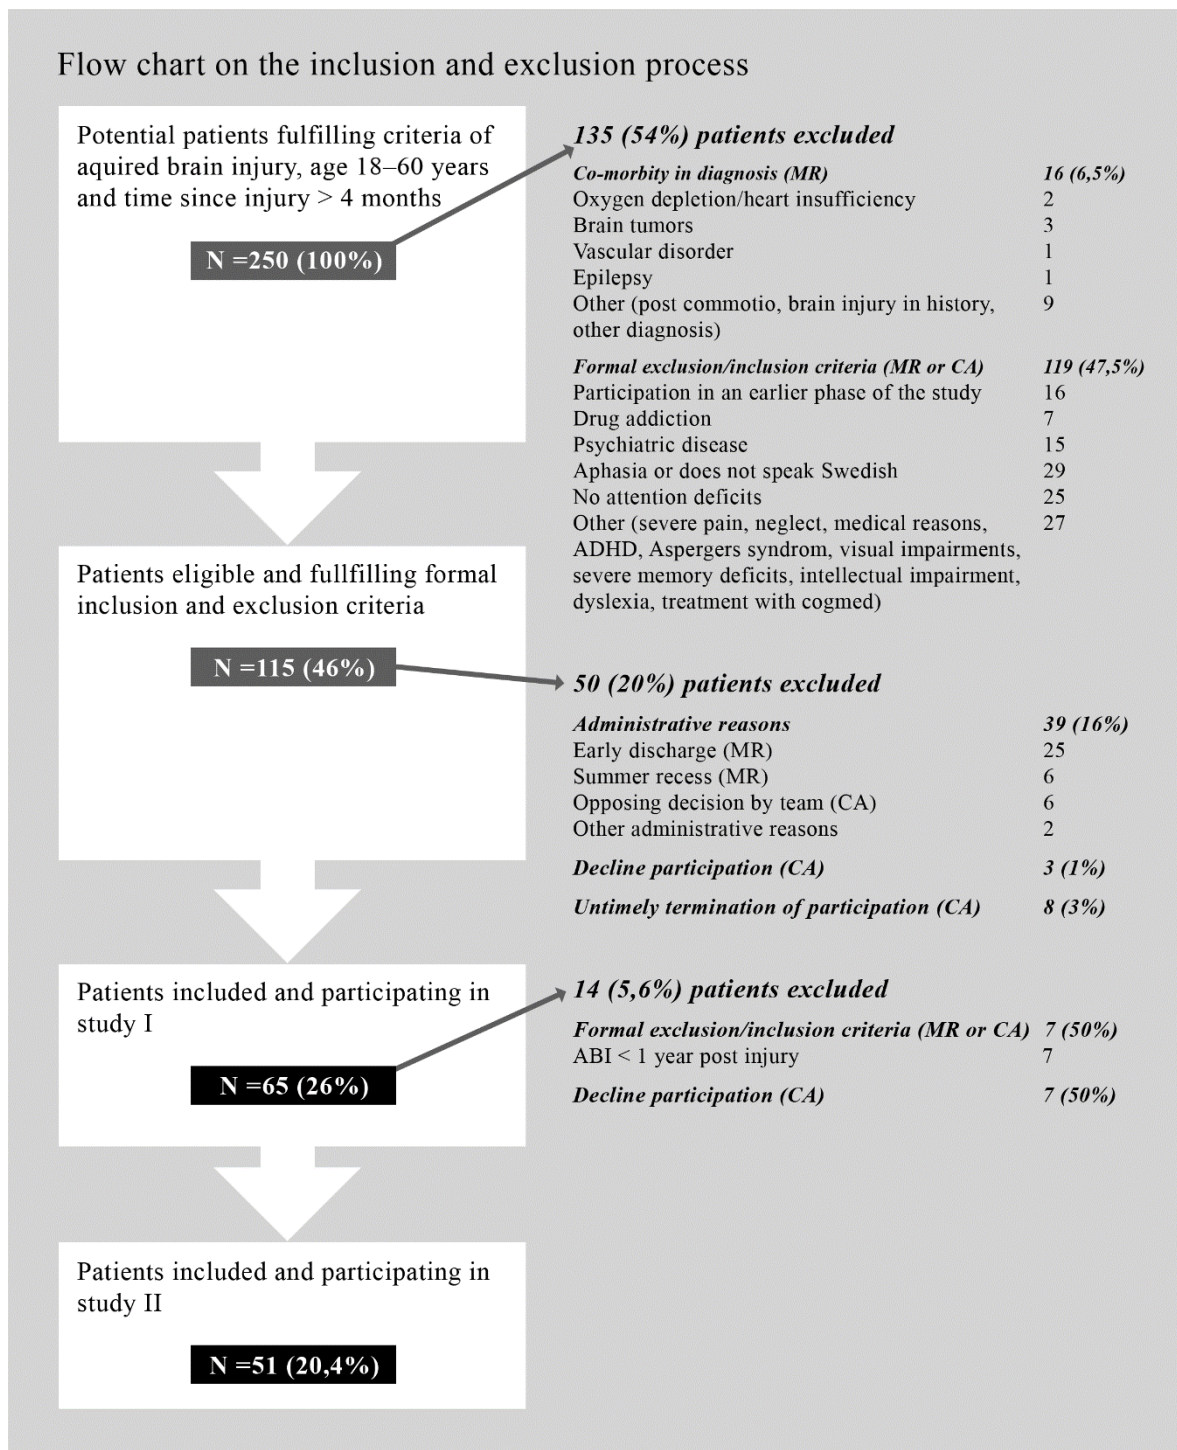 Flow chart on the inclusion and exclusion process
Potential patients fulfilling criteria of
aquired brain injury, age 18–60 years
and time since injury > 4 months
N =250 (100%)
135 (54%) patients excluded
Co-morbity in diagnosis (MR) 16 (6,5%)
Oxygen depletion/heart insufficiency 2
Brain tumors 3
Vascular disorder 1
Epilepsy 1
Other (post commotio, brain injury in history, 9
other diagnosis)
Formal exclusion/inclusion criteria (MR or CA) 119 (47,5%)
Participation in an earlier phase of the study 16
Drug addiction 7
Psychiatric disease 15
Aphasia or does not speak Swedish 29
No attention deficits 25
Other (severe pain, neglect, medical reasons, 27
ADHD, Aspergers syndrom, visual impairments,
severe memory deficits, intellectual impairment,
dyslexia, treatment with cogmed)
Patients eligible and fullfilling formal
inclusion and exclusion criteria
N =115 (46%)
50 (20%) patients excluded
Administrative reasons 39 (16%)
Early discharge (MR) 25
Summer recess (MR) 6
Opposing decision by team (CA) 6
Other administrative reasons 2
Decline participation (CA) 3 (1%)
Untimely termination of participation (CA) 8 (3%)
Patients included and participating in
study I
N =65 (26%)
14 (5,6%) patients excluded
Formal exclusion/inclusion criteria (MR or CA) 7 (50%)
ABI < 1 year post injury 7
Decline participation (CA) 7 (50%)
Patients included and participating in
study II
N =51 (20,4%)